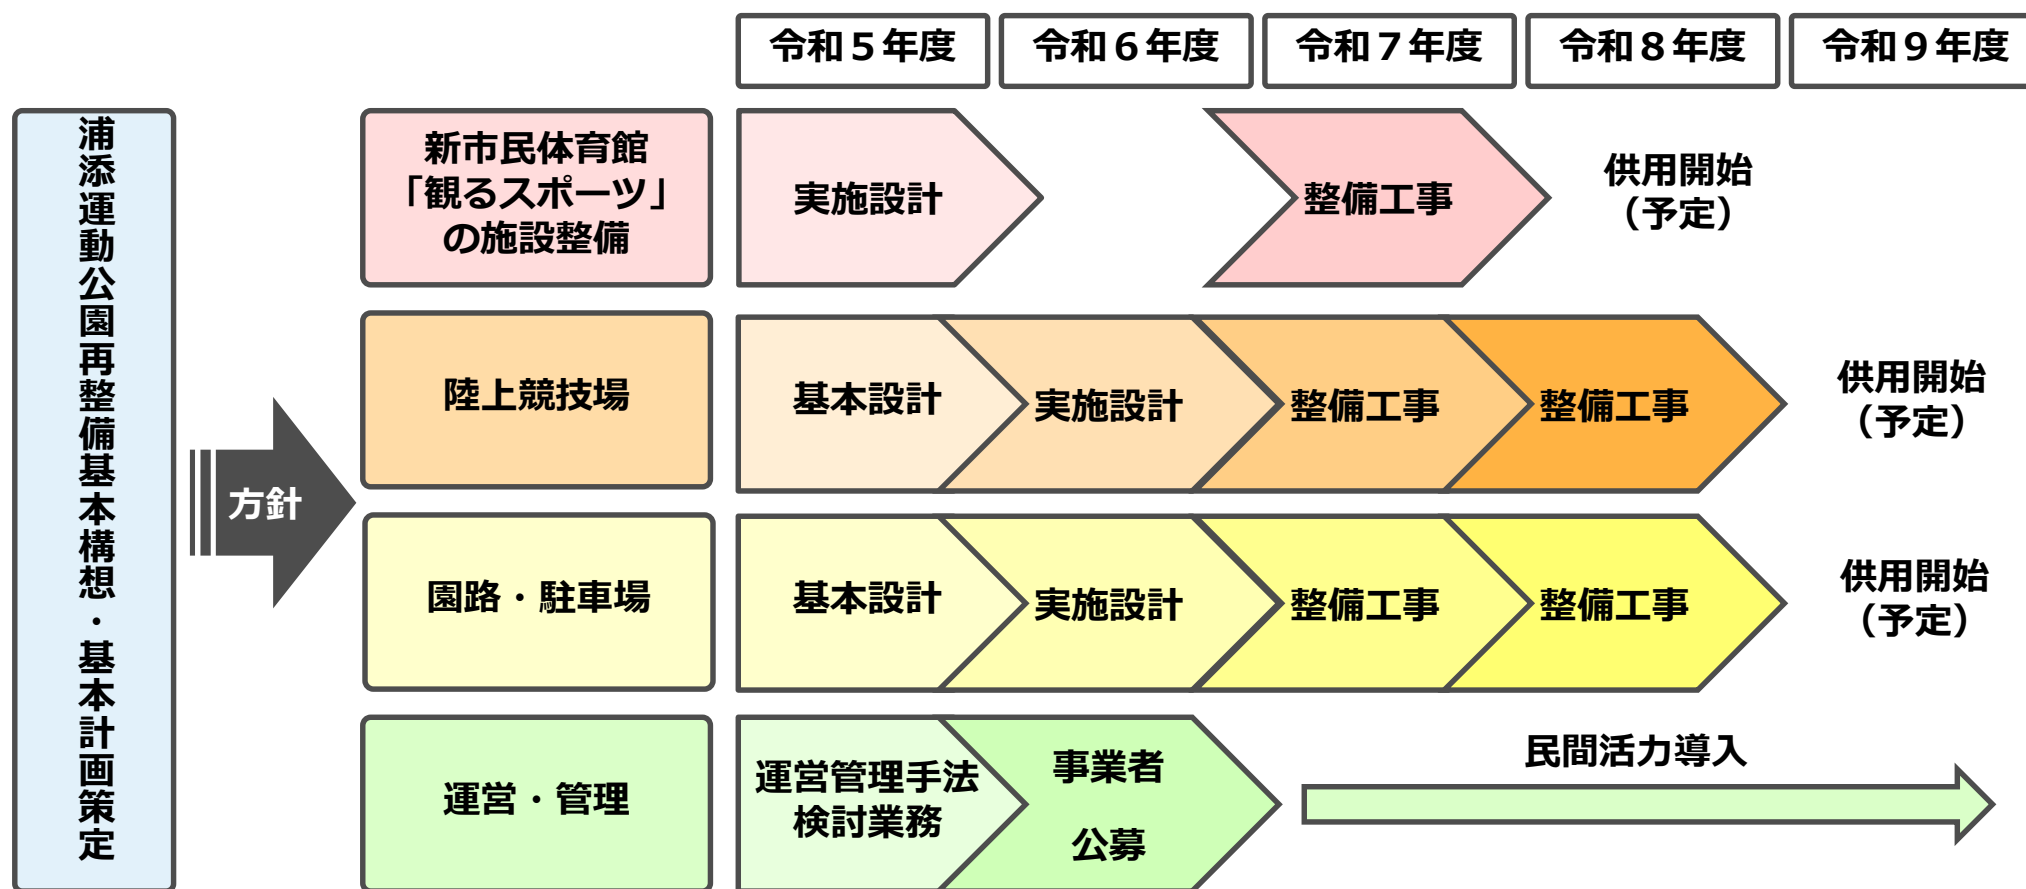 令和５年度
令和６年度
令和７年度
令和８年度
令和９年度
浦添運動公園再整備基本構想・基本計画策定
方針
新市民体育館
「観るスポーツ」
の施設整備
実施設計
整備工事
供用開始
（予定）
陸上競技場
基本設計
実施設計
整備工事
整備工事
供用開始
（予定）
園路・駐車場
基本設計
実施設計
整備工事
整備工事
供用開始
（予定）
運営・管理
運営管理手法
検討業務
事業者
公募
民間活力導入